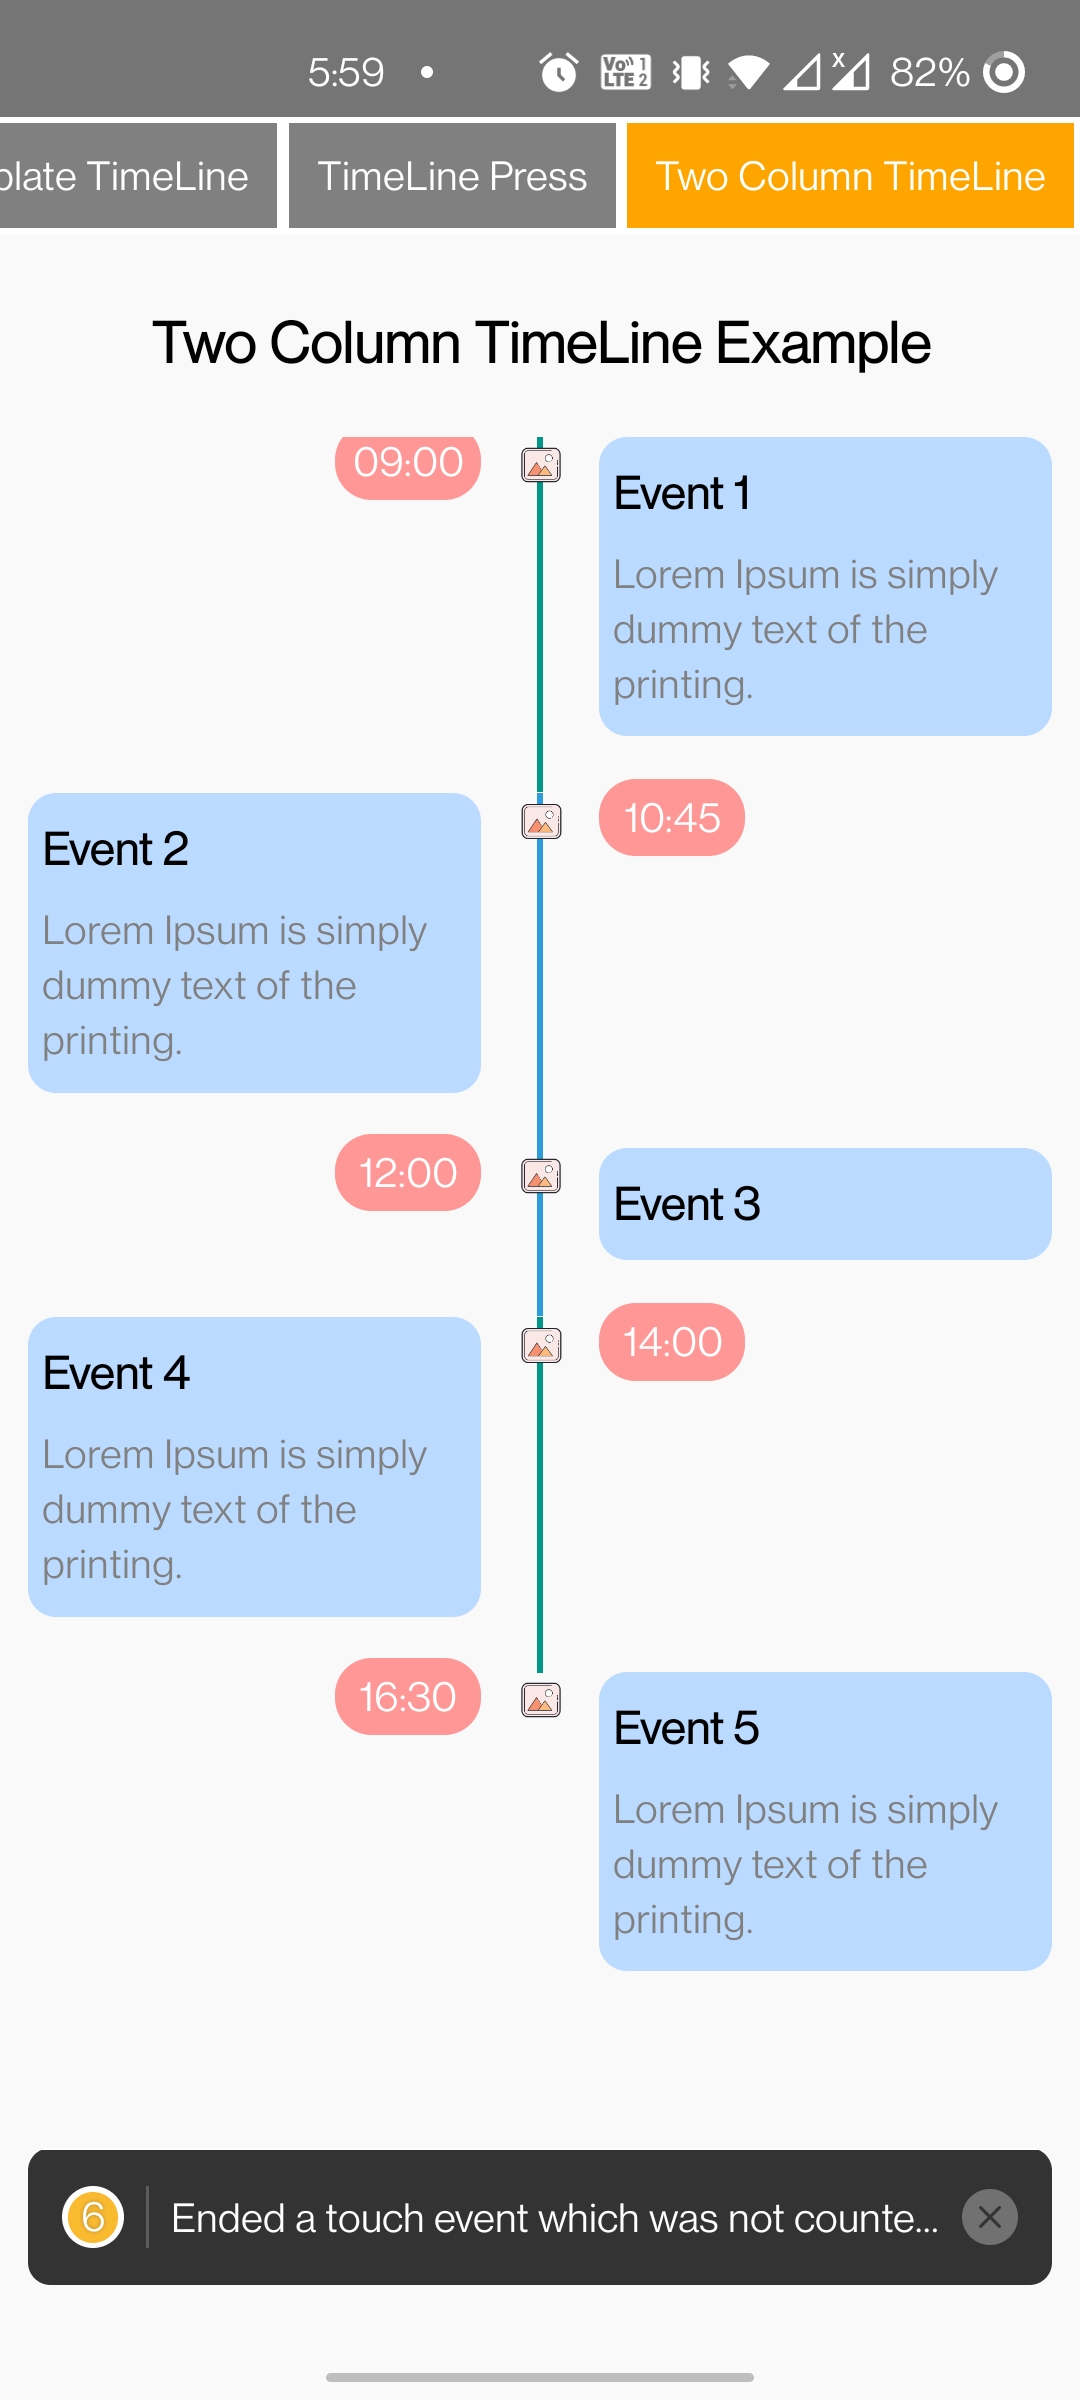 5:59 Vo)) 1 LTE 2 x 82%
plate TimeLine TimeLine Press Two Column TimeLine
Two Column TimeLine Example
09:00
Event 1
Lorem Ipsum is simply
dummy text of the
printing.
10:45
Event 2
Lorem Ipsum is simply
dummy text of the
printing.
12:00
Event 3
14:00
Event 4
Lorem Ipsum is simply
dummy text of the
printing.
16:30
Event 5
Lorem Ipsum is simply
dummy text of the
printing.
6 Ended a touch event which was not counte...